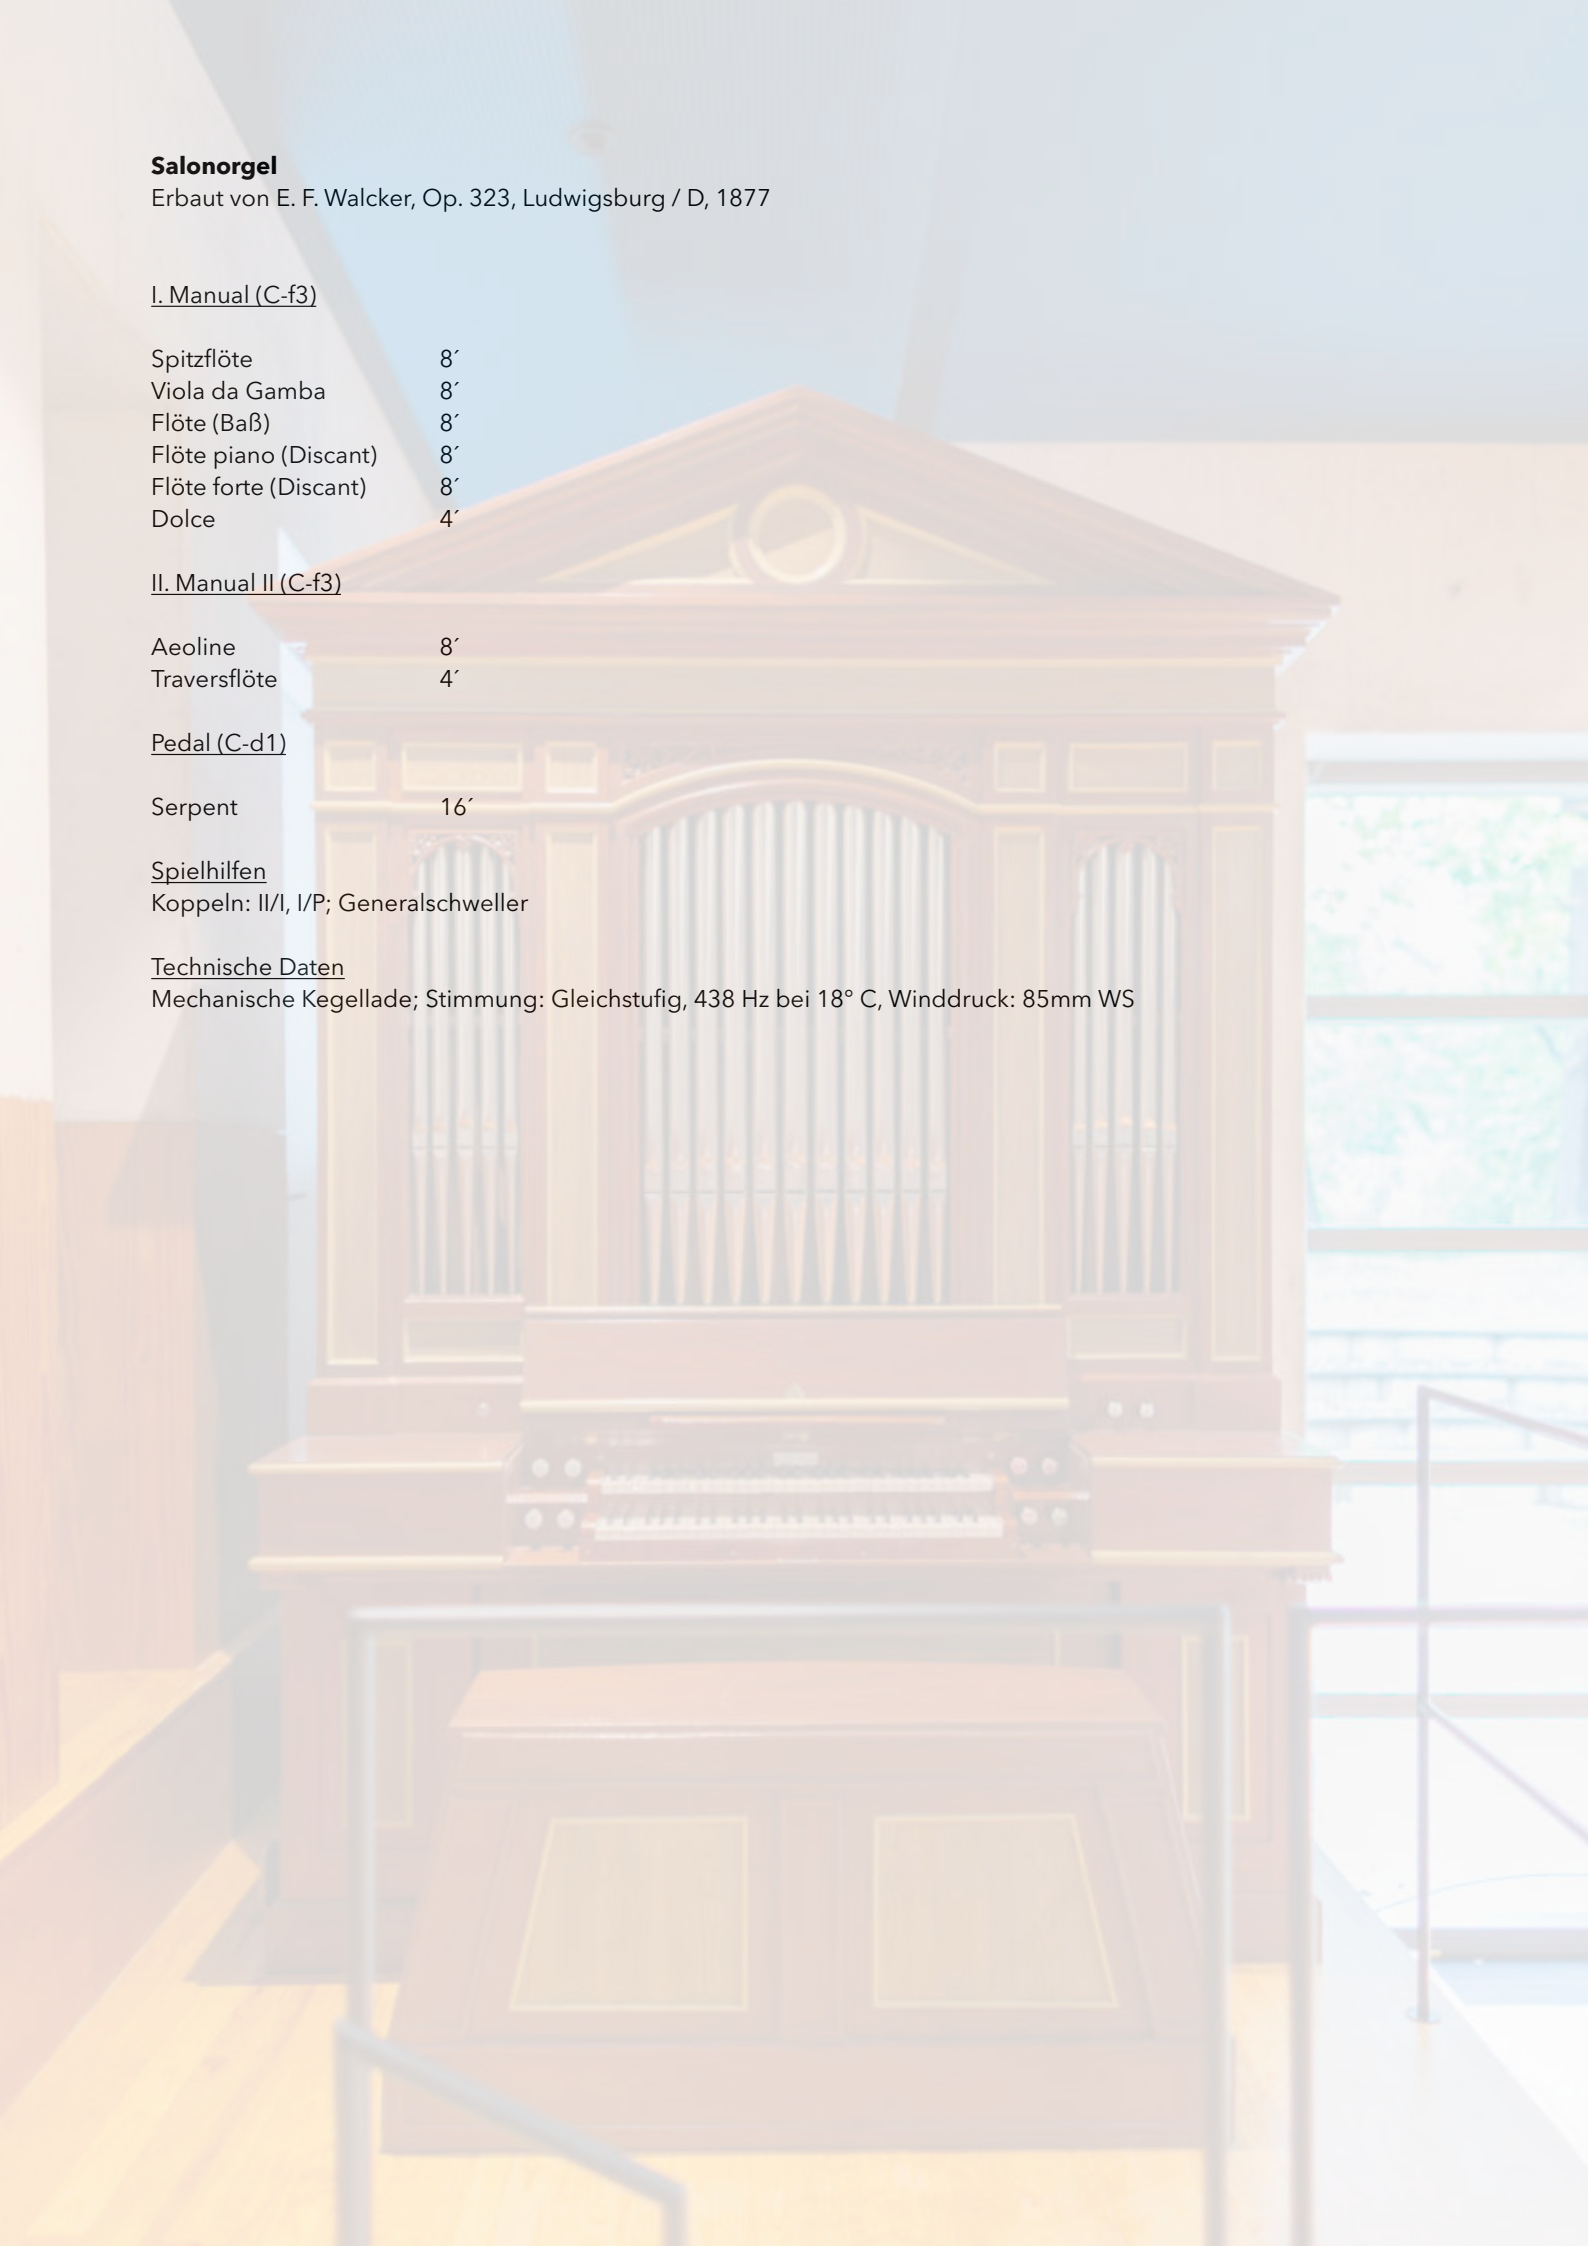 Salonorgel
Erbaut von E. F. Walcker, Op. 323, Ludwigsburg / D, 1877
I. Manual (C-f3)
Spitzflöte 8´
Viola da Gamba 8´
Flöte (Baß) 8´
Flöte piano (Discant) 8´
Flöte forte (Discant) 8´
Dolce 4´
II. Manual II (C-f3)
Aeoline 8´
Traversflöte 4´
Pedal (C-d1)
Serpent 16´
Spielhilfen
Koppeln: II/I, I/P; Generalschweller
Technische Daten
Mechanische Kegellade; Stimmung: Gleichstufig, 438 Hz bei 18° C, Winddruck: 85mm WS